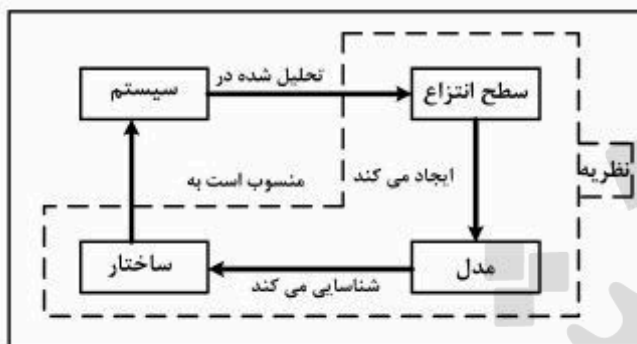 سیستم
تحلیل شده در
سطح انتزاع
نظریه
منسوب است به
ایجاد می کند
ساختار
شناسایی می کند
مدل